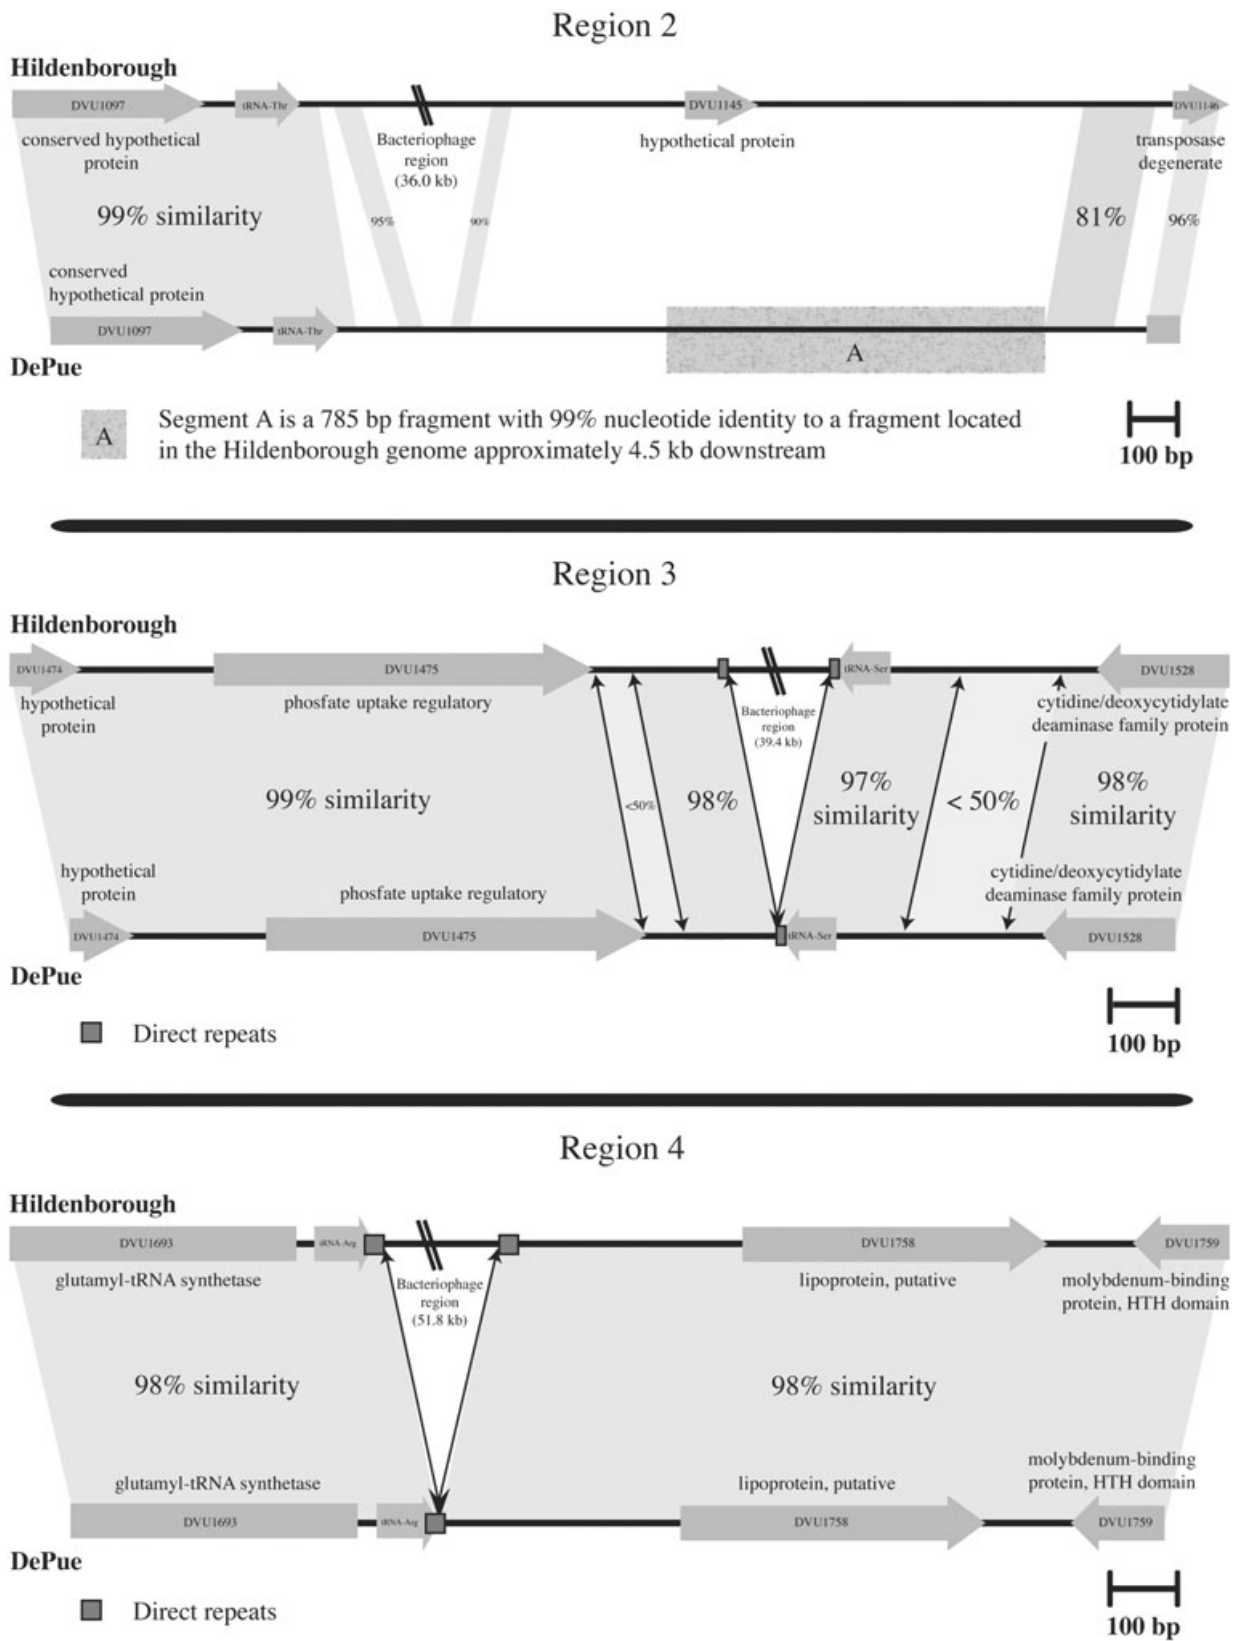 Region 2
Hildenborough
DVU1097
tRNA-Thr
DVU1145
DVU1146
conserved hypothetical
protein
Bacteriophage
region
(36.0 kb)
hypothetical protein
transposase
degenerate
99% similarity
95%
90%
81%
96%
conserved
hypothetical protein
DVU1097
tRNA-Thr
A
DePue
A
Segment A is a 785 bp fragment with 99% nucleotide identity to a fragment located
in the Hildenborough genome approximately 4.5 kb downstream
100 bp
Region 3
Hildenborough
DVU1474
DVU1475
tRNA-Ser
DVU1528
hypothetical
protein
phosfate uptake regulatory
Bacteriophage
region
(39.4 kb)
cytidine/deoxycytidylate
deaminase family protein
99% similarity
<50%
98%
97%
similarity
< 50%
98%
similarity
hypothetical
protein
phosfate uptake regulatory
cytidine/deoxycytidylate
deaminase family protein
DVU1474
DVU1475
tRNA-Ser
DVU1528
DePue
Direct repeats
100 bp
Region 4
Hildenborough
DVU1693
tRNA-Arg
DVU1758
DVU1759
glutamyl-tRNA synthetase
Bacteriophage
region
(51.8 kb)
lipoprotein, putative
molybdenum-binding
protein, HTH domain
98% similarity
98% similarity
glutamyl-tRNA synthetase
lipoprotein, putative
molybdenum-binding
protein, HTH domain
DVU1693
tRNA-Arg
DVU1758
DVU1759
DePue
Direct repeats
100 bp